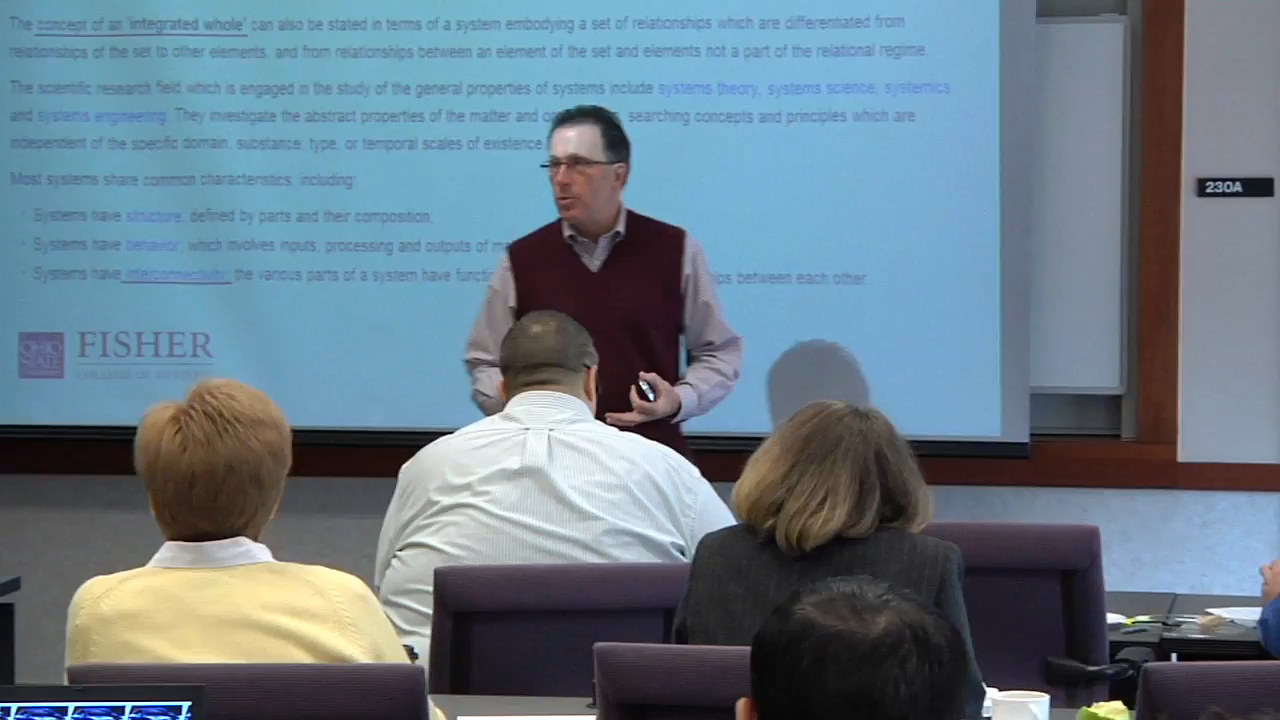 The concept of an 'integrated whole' can also be stated in terms of a system embodying a set of relationships which are differentiated from
relationships of the set to other elements, and from relationships between an element of the set and elements not a part of the relational regime.
The scientific research field which is engaged in the study of the general properties of systems include systems theory, systems science, systemics
and systems engineering. They investigate the abstract properties of the matter and searching concepts and principles which are
independent of the specific domain, substance, type, or temporal scales of existence.
Most systems share common characteristics, including:
· Systems have structure, defined by parts and their composition;
· Systems have behavior, which involves inputs, processing and outputs of
· Systems have interconnectivity: the various parts of a system have between each other.
OHIO STATE
FISHER
COLLEGE OF BUSINESS
230A